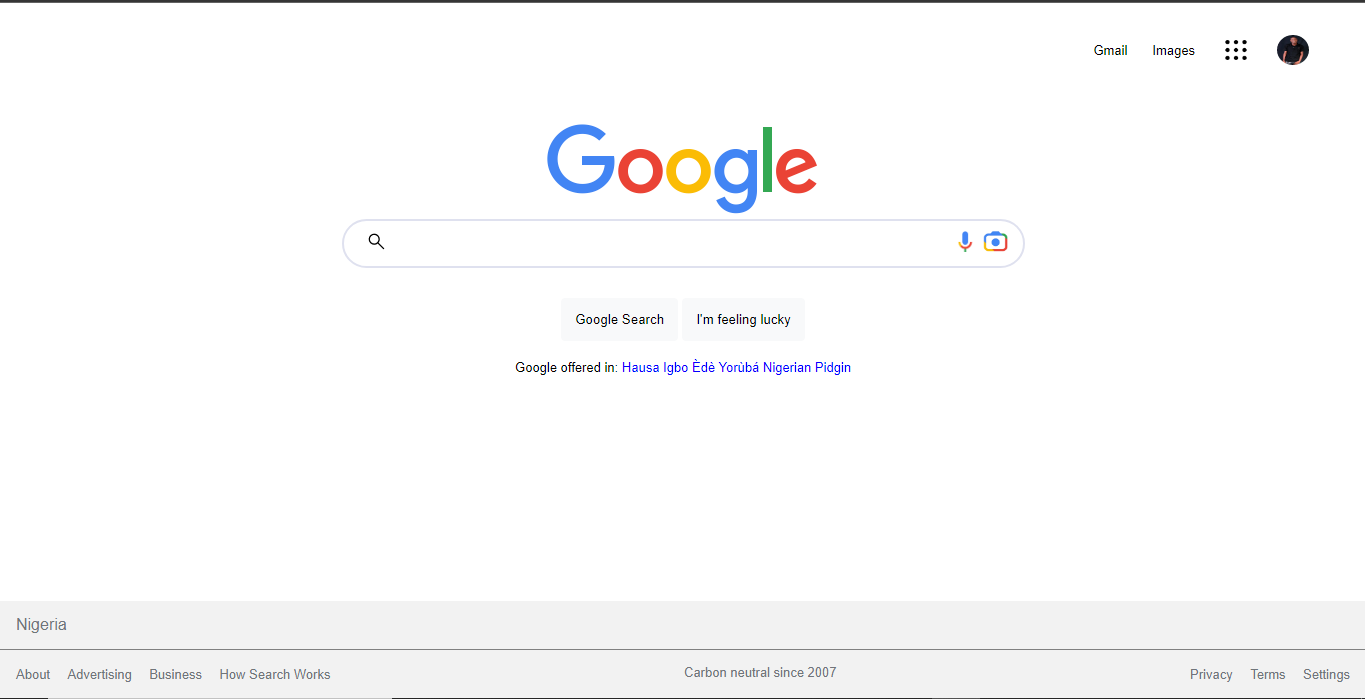 Gmail Images
Google
Google Search I'm feeling lucky
Google offered in: Hausa Igbo Èdè Yorùbá Nigerian Pidgin
Nigeria
About Advertising Business How Search Works Carbon neutral since 2007 Privacy Terms Settings